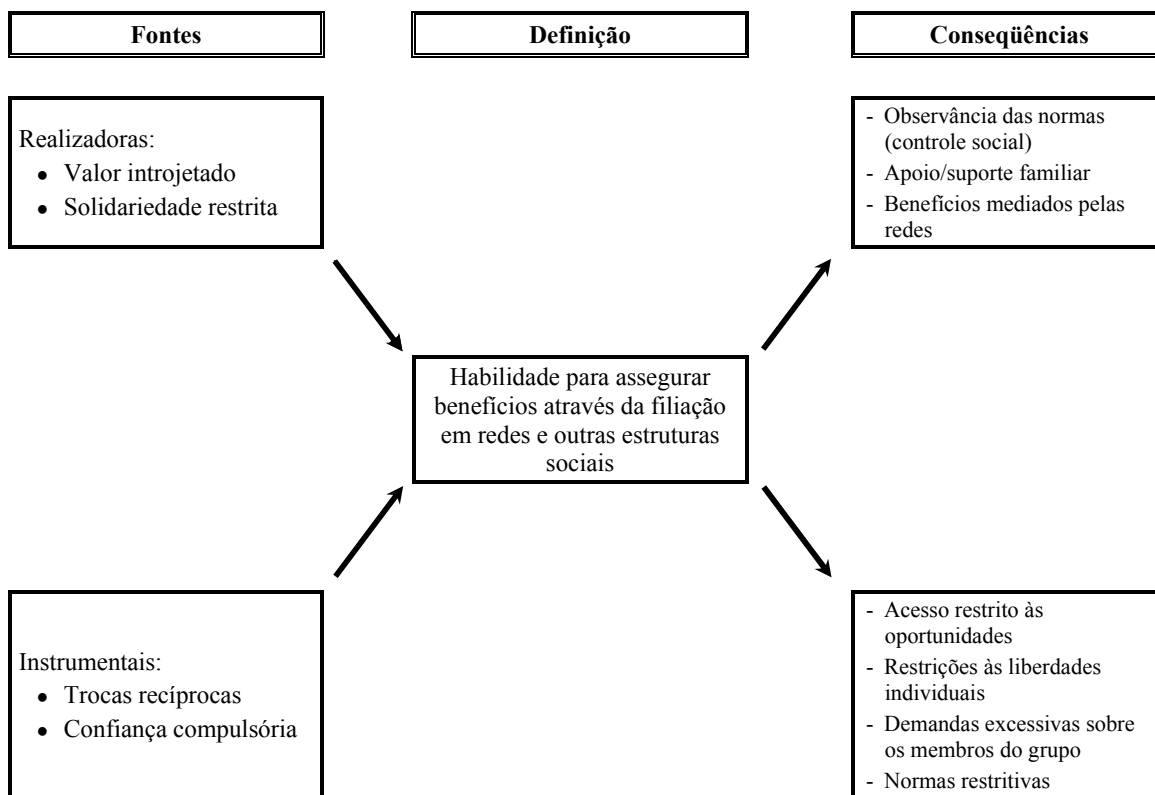 Fontes
Definição
Conseqüências
Realizadoras:
• Valor introjetado
• Solidariedade restrita
- Observância das normas
(controle social)
- Apoio/suporte familiar
- Benefícios mediados pelas
redes
Habilidade para assegurar
benefícios através da filiação
em redes e outras estruturas
sociais
Instrumentais:
• Trocas recíprocas
• Confiança compulsória
- Acesso restrito às
oportunidades
- Restrições às liberdades
individuais
- Demandas excessivas sobre
os membros do grupo
- Normas restritivas